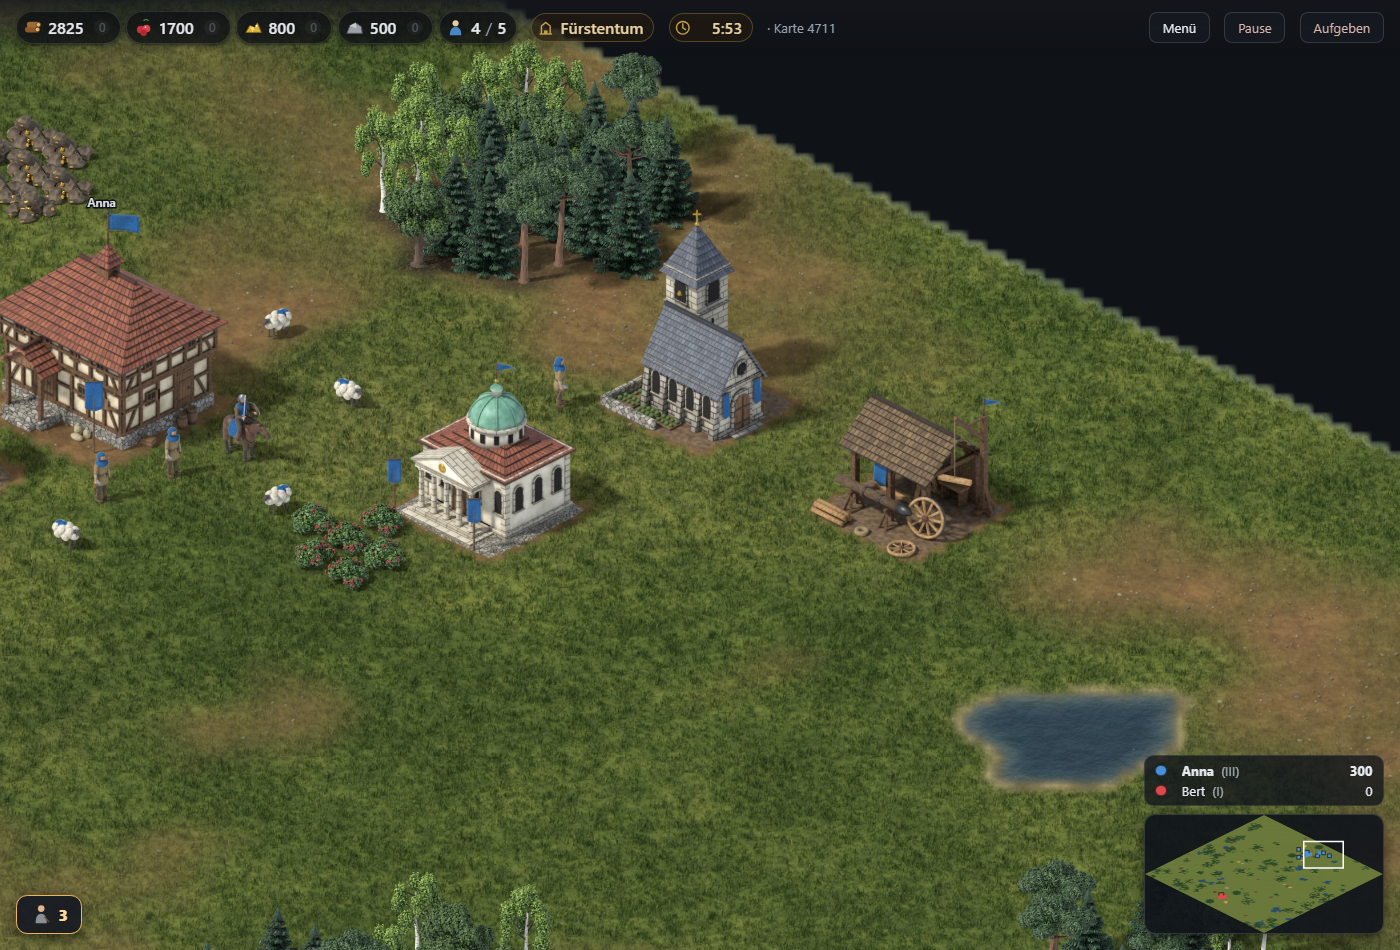 2825 0 1700 0 800 0 500 0 4 / 5 Fürstentum 5:53 · Karte 4711 Menü Pause Aufgeben
Anna
Anna (III) 300
Bert (I) 0
3